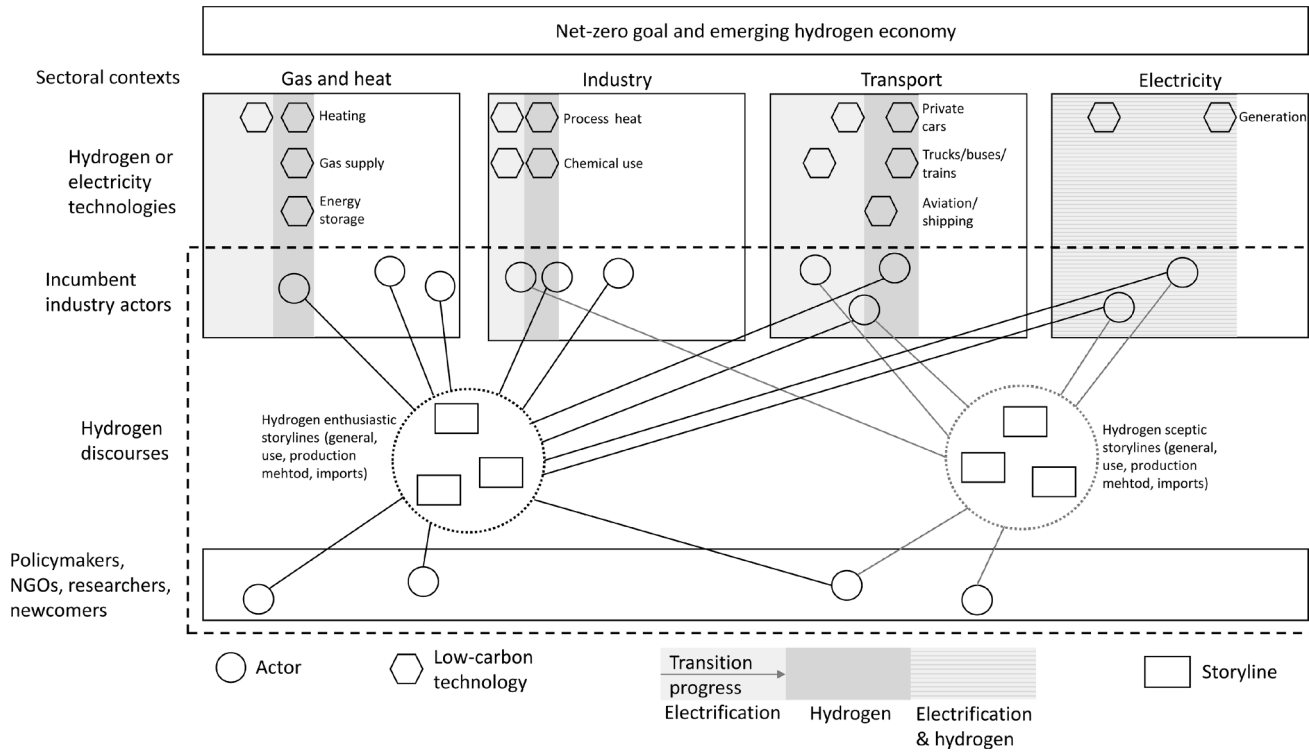 Net-zero goal and emerging hydrogen economy
Sectoral contexts
Gas and heat
Industry
Transport
Electricity
Hydrogen or
electricity
technologies
Heating
Gas supply
Energy
storage
Process heat
Chemical use
Private
cars
Trucks/buses/
trains
Aviation/
shipping
Generation
Incumbent
industry actors
Hydrogen
discourses
Hydrogen enthusiastic
storylines (general,
use, production
mehtod, imports)
Hydrogen sceptic
storylines (general,
use, production
mehtod, imports)
Policymakers,
NGOs, researchers,
newcomers
Actor
Low-carbon
technology
Transition
progress
Electrification
Hydrogen
Electrification
& hydrogen
Storyline